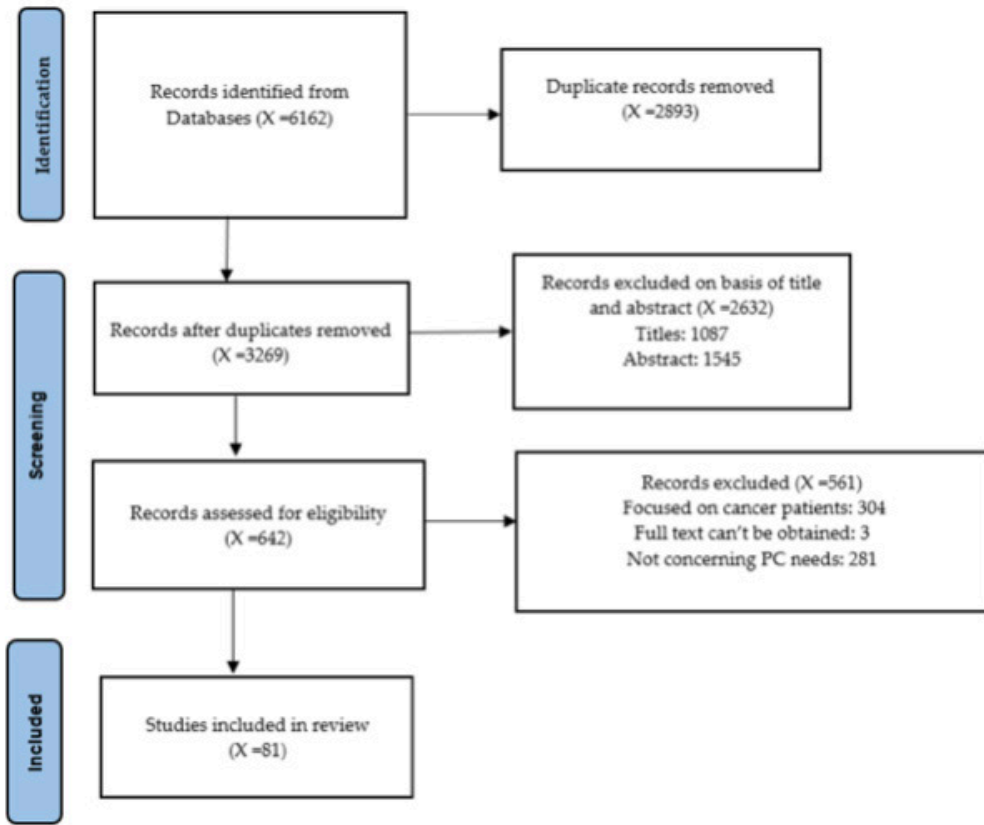 Identification
Records identified from
Databases (X =6162)
Duplicate records removed
(X =2893)
Screening
Records after duplicates removed
(X =3269)
Records excluded on basis of title
and abstract (X =2632)
Titles: 1087
Abstract: 1545
Records assessed for eligibility
(X =642)
Records excluded (X =561)
Focused on cancer patients: 304
Full text can't be obtained: 3
Not concerning PC needs: 281
Included
Studies included in review
(X =81)